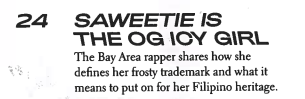 24 SAWEETIE IS
THE OG ICY GIRL
The Bay Area rapper shares how she
defines her frosty trademark and what it
means to put on for her Filipino heritage.